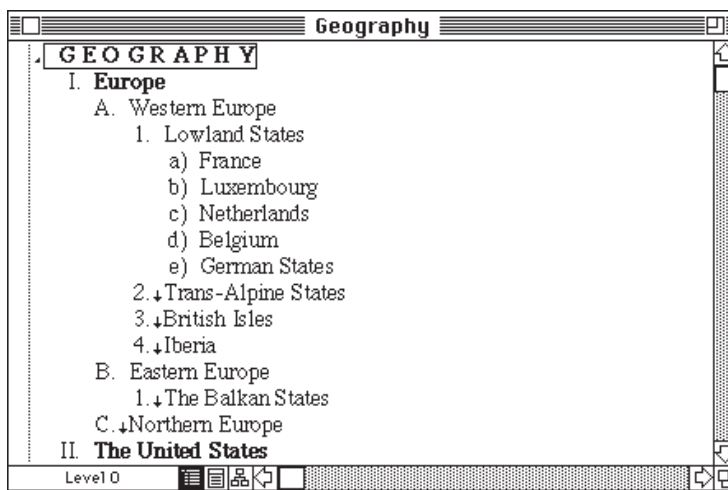 Geography
GEOGRAPHY
I. Europe
A. Western Europe
1. Lowland States
a) France
b) Luxembourg
c) Netherlands
d) Belgium
e) German States
2.↓Trans-Alpine States
3.↓British Isles
4.↓Iberia
B. Eastern Europe
1.↓The Balkan States
C.↓Northern Europe
II. The United States
Level 0